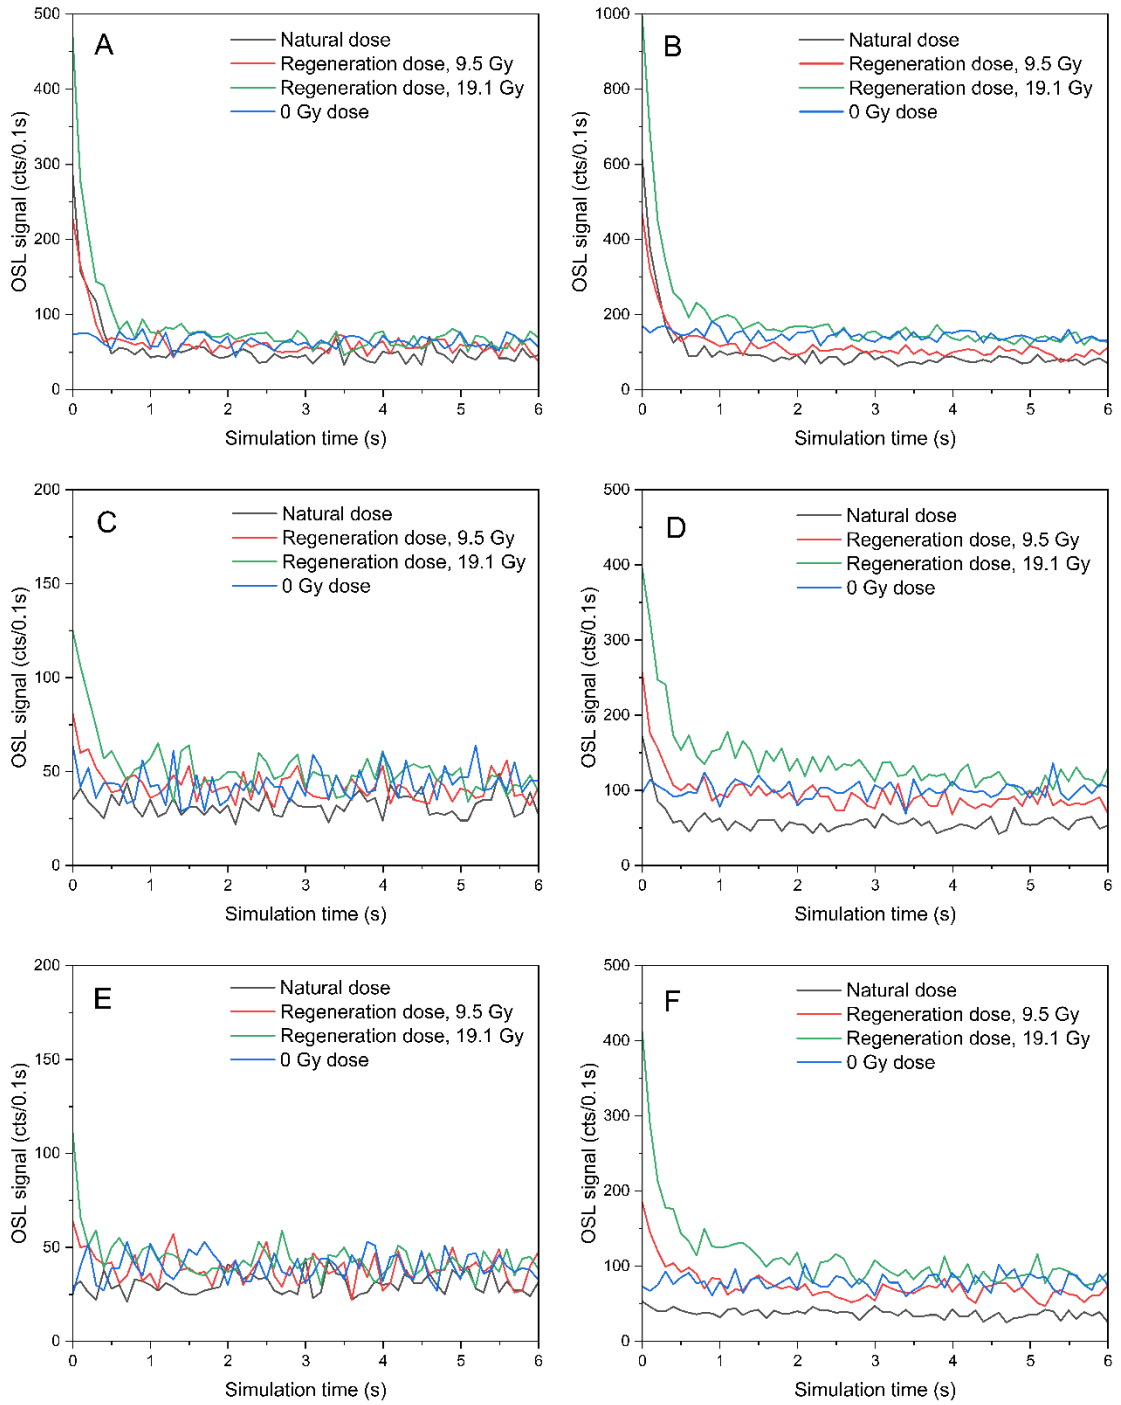 A
Natural dose
Regeneration dose, 9.5 Gy
Regeneration dose, 19.1 Gy
0 Gy dose
OSL signal (cts/0.1s)
500
400
300
200
100
0
0 1 2 3 4 5 6
Simulation time (s)
B
Natural dose
Regeneration dose, 9.5 Gy
Regeneration dose, 19.1 Gy
0 Gy dose
OSL signal (cts/0.1s)
1000
800
600
400
200
0
0 1 2 3 4 5 6
Simulation time (s)
C
Natural dose
Regeneration dose, 9.5 Gy
Regeneration dose, 19.1 Gy
0 Gy dose
OSL signal (cts/0.1s)
200
150
100
50
0
0 1 2 3 4 5 6
Simulation time (s)
D
Natural dose
Regeneration dose, 9.5 Gy
Regeneration dose, 19.1 Gy
0 Gy dose
OSL signal (cts/0.1s)
500
400
300
200
100
0
0 1 2 3 4 5 6
Simulation time (s)
E
Natural dose
Regeneration dose, 9.5 Gy
Regeneration dose, 19.1 Gy
0 Gy dose
OSL signal (cts/0.1s)
200
150
100
50
0
0 1 2 3 4 5 6
Simulation time (s)
F
Natural dose
Regeneration dose, 9.5 Gy
Regeneration dose, 19.1 Gy
0 Gy dose
OSL signal (cts/0.1s)
500
400
300
200
100
0
0 1 2 3 4 5 6
Simulation time (s)